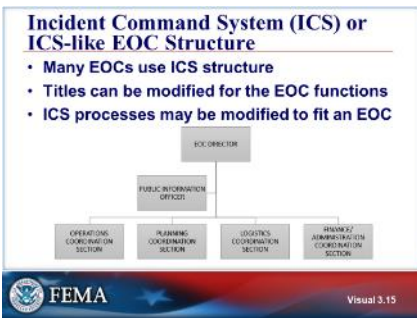 Incident Command System (ICS) or
ICS-like EOC Structure
• Many EOCs use ICS structure
• Titles can be modified for the EOC functions
• ICS processes may be modified to fit an EOC
EOC DIRECTOR
PUBLIC INFORMATION
OFFICER
OPERATIONS
COORDINATION
SECTION
PLANNING
COORDINATION
SECTION
LOGISTICS
COORDINATION
SECTION
FINANCE/
ADMINISTRATION
COORDINATION
SECTION
FEMA
Visual 3.15